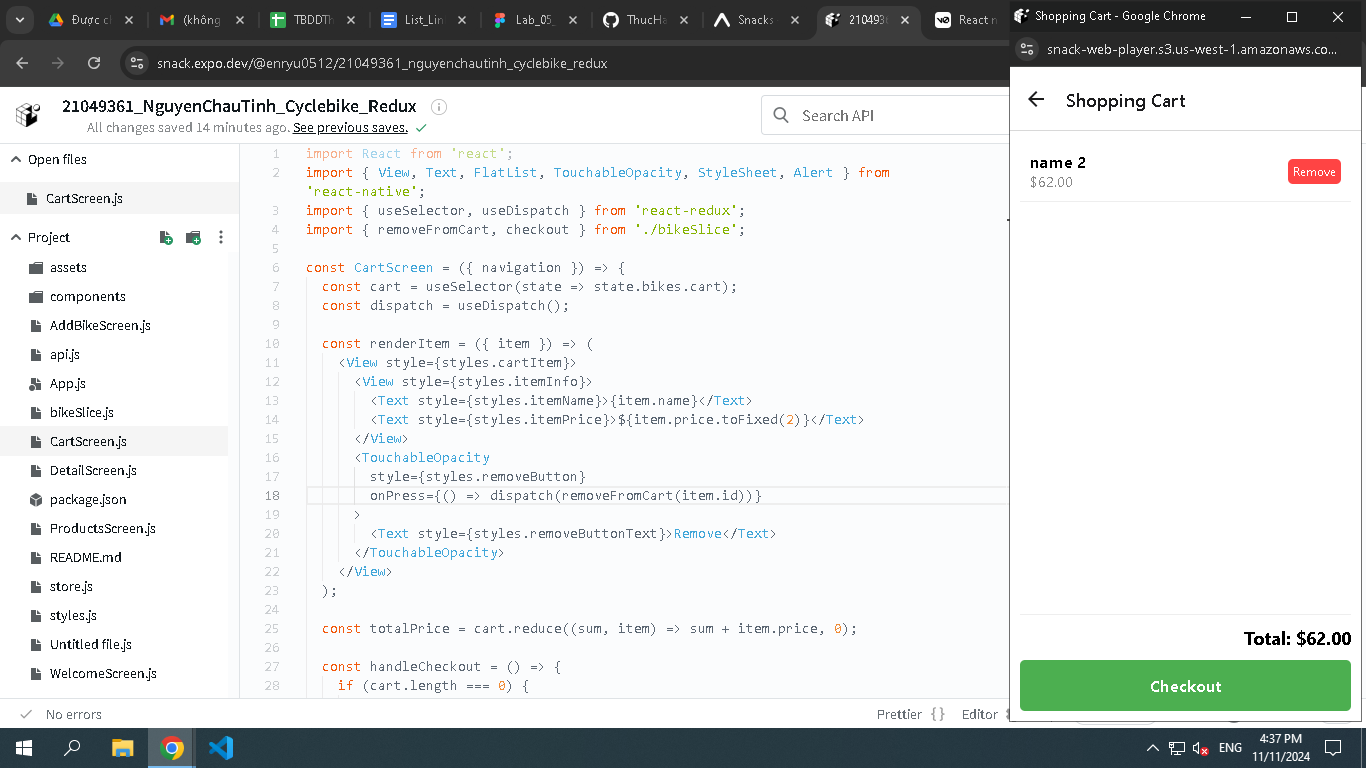 Được cl
(không
TBDDTh
List_Lin
Lab_05_
ThucHa
Snacks
210493
React n
Shopping Cart - Google Chrome
snack.expo.dev/@enryu0512/21049361_nguyenchautinh_cyclebike_redux
snack-web-player.s3.us-west-1.amazonaws.co...
21049361_NguyenChauTinh_Cyclebike_Redux
All changes saved 14 minutes ago. See previous saves.
Search API
Open files
CartScreen.js
Project
assets
components
AddBikeScreen.js
api.js
App.js
bikeSlice.js
CartScreen.js
DetailScreen.js
package.json
ProductsScreen.js
README.md
store.js
styles.js
Untitled file.js
WelcomeScreen.js
1 import React from 'react';
2 import { View, Text, FlatList, TouchableOpacity, StyleSheet, Alert } from
'react-native';
3 import { useSelector, useDispatch } from 'react-redux';
4 import { removeFromCart, checkout } from './bikeSlice';
5
6 const CartScreen = ({ navigation }) => {
7 const cart = useSelector(state => state.bikes.cart);
8 const dispatch = useDispatch();
9
10 const renderItem = ({ item }) => (
11 <View style={styles.cartItem}>
12 <View style={styles.itemInfo}>
13 <Text style={styles.itemName}>{item.name}</Text>
14 <Text style={styles.itemPrice}>${item.price.toFixed(2)}</Text>
15 </View>
16 <TouchableOpacity
17 style={styles.removeButton}
18 onPress={() => dispatch(removeFromCart(item.id))}
19 >
20 <Text style={styles.removeButtonText}>Remove</Text>
21 </TouchableOpacity>
22 </View>
23 );
24
25 const totalPrice = cart.reduce((sum, item) => sum + item.price, 0);
26
27 const handleCheckout = () => {
28 if (cart.length === 0) {
Shopping Cart
name 2
$62.00
Remove
Total: $62.00
Checkout
No errors
Prettier {}
Editor
ENG
4:37 PM
11/11/2024